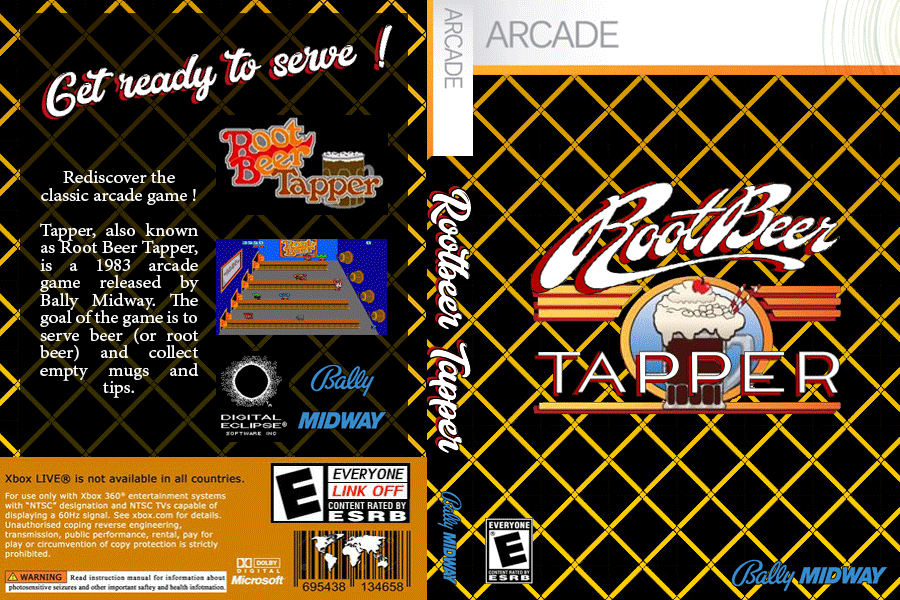 Get ready to serve !
Root
Beer
Tapper
Rediscover the
classic arcade game !
Tapper, also known
as Root Beer Tapper,
is a 1983 arcade
game released by
Bally Midway. The
goal of the game is to
serve beer (or root
beer) and collect
empty mugs and
tips.
DIGITAL
ECLIPSE®
SOFTWARE INC
Bally
MIDWAY
Xbox LIVE® is not available in all countries.
For use only with Xbox 360® entertainment systems
with “NTSC” designation and NTSC TVs capable of
displaying a 60Hz signal. See xbox.com for details.
Unauthorised coping reverse engineering,
transmission, public performance, rental, pay for
play or circumvention of copy protection is strictly
prohibited.
WARNING Read instruction manual for information about
photosensitive seizures and other important saftey and health infotmation.
DOLBY
DIGITAL
Microsoft
E
EVERYONE
LINK OFF
CONTENT RATED BY
ESRB
695438 134658
ARCADE
Rootbeer Tapper
Bally MIDWAY
ARCADE
Root Beer
TAPPER
EVERYONE
E
CONTENT RATED BY
ESRB
Bally MIDWAY